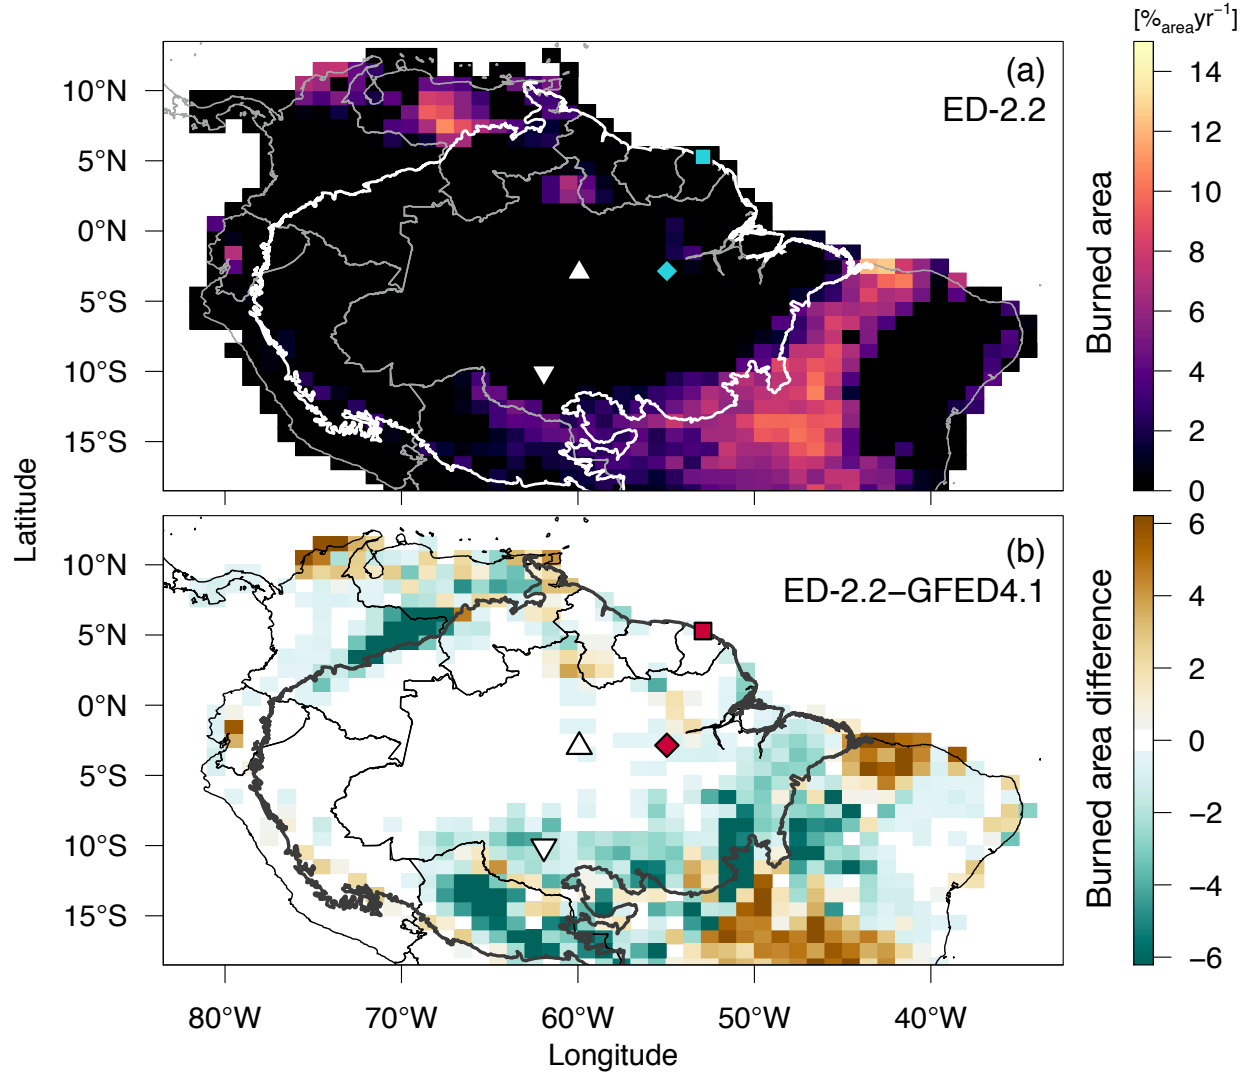 [%area yr−1]
(a)
ED-2.2
10°N
5°N
0°N
5°S
10°S
15°S
14
12
10
8
6
4
2
0
Burned area
Latitude
(b)
ED-2.2−GFED4.1
10°N
5°N
0°N
5°S
10°S
15°S
6
4
2
0
−2
−4
−6
Burned area difference
80°W 70°W 60°W 50°W 40°W
Longitude